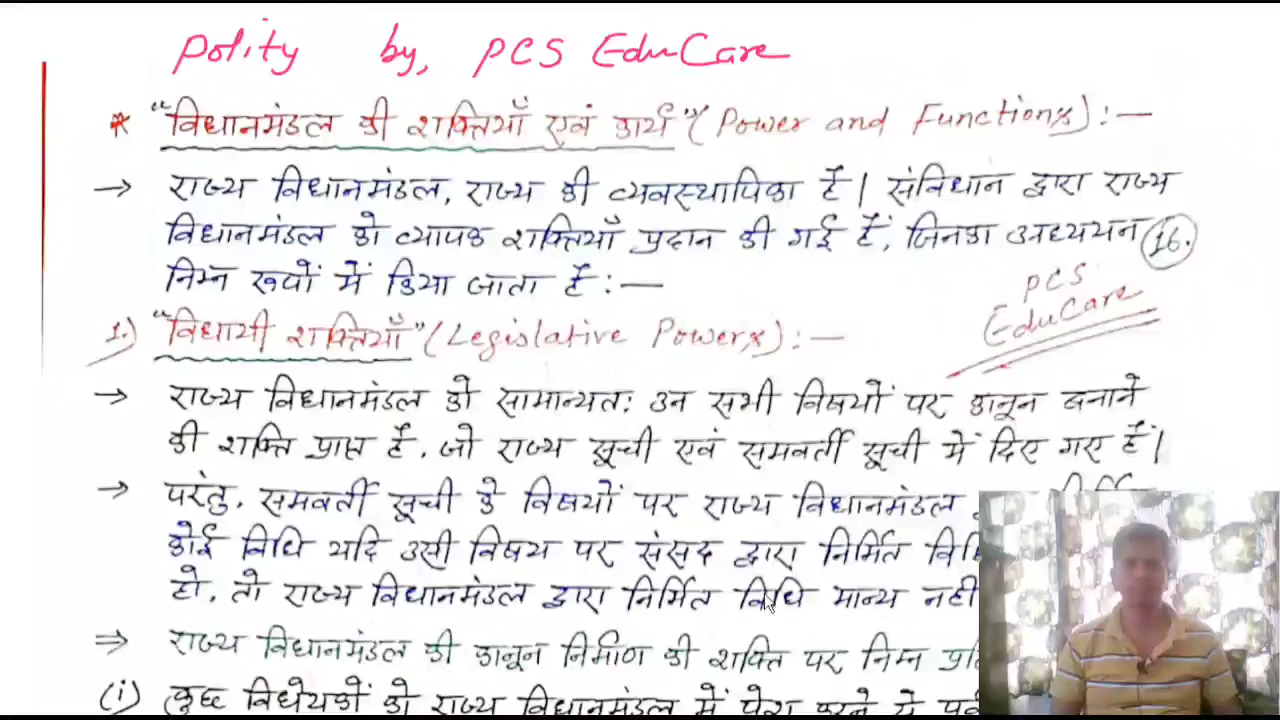 Polity by, PCS EduCare
* "विधानमंडल की शक्तियाँ एवं कार्य" (Power and Functions) : —
→ राज्य विधानमंडल, राज्य की व्यवस्थापिका है। संविधान द्वारा राज्य
विधानमंडल को व्यापक शक्तियाँ प्रदान की गई हैं, जिनका अध्ययन
16.
निम्न रूपों में किया जाता है : —
PCS
EduCare
1.) "विधायी शक्तियाँ" (Legislative Powers) : —
→ राज्य विधानमंडल को सामान्यतः उन सभी विषयों पर कानून बनाने
की शक्ति प्राप्त है, जो राज्य सूची एवं समवर्ती सूची में दिए गए हैं।
→ परंतु, समवर्ती सूची के विषयों पर राज्य विधानमंडल
कोई विधि यदि उसी विषय पर संसद द्वारा निर्मित
हो, तो राज्य विधानमंडल द्वारा निर्मित विधि मान्य नहीं
⇒ राज्य विधानमंडल की कानून निर्माण की शक्ति पर निम्न
(i) कुछ विधेयकों को राज्य विधानमंडल में पेश करने से